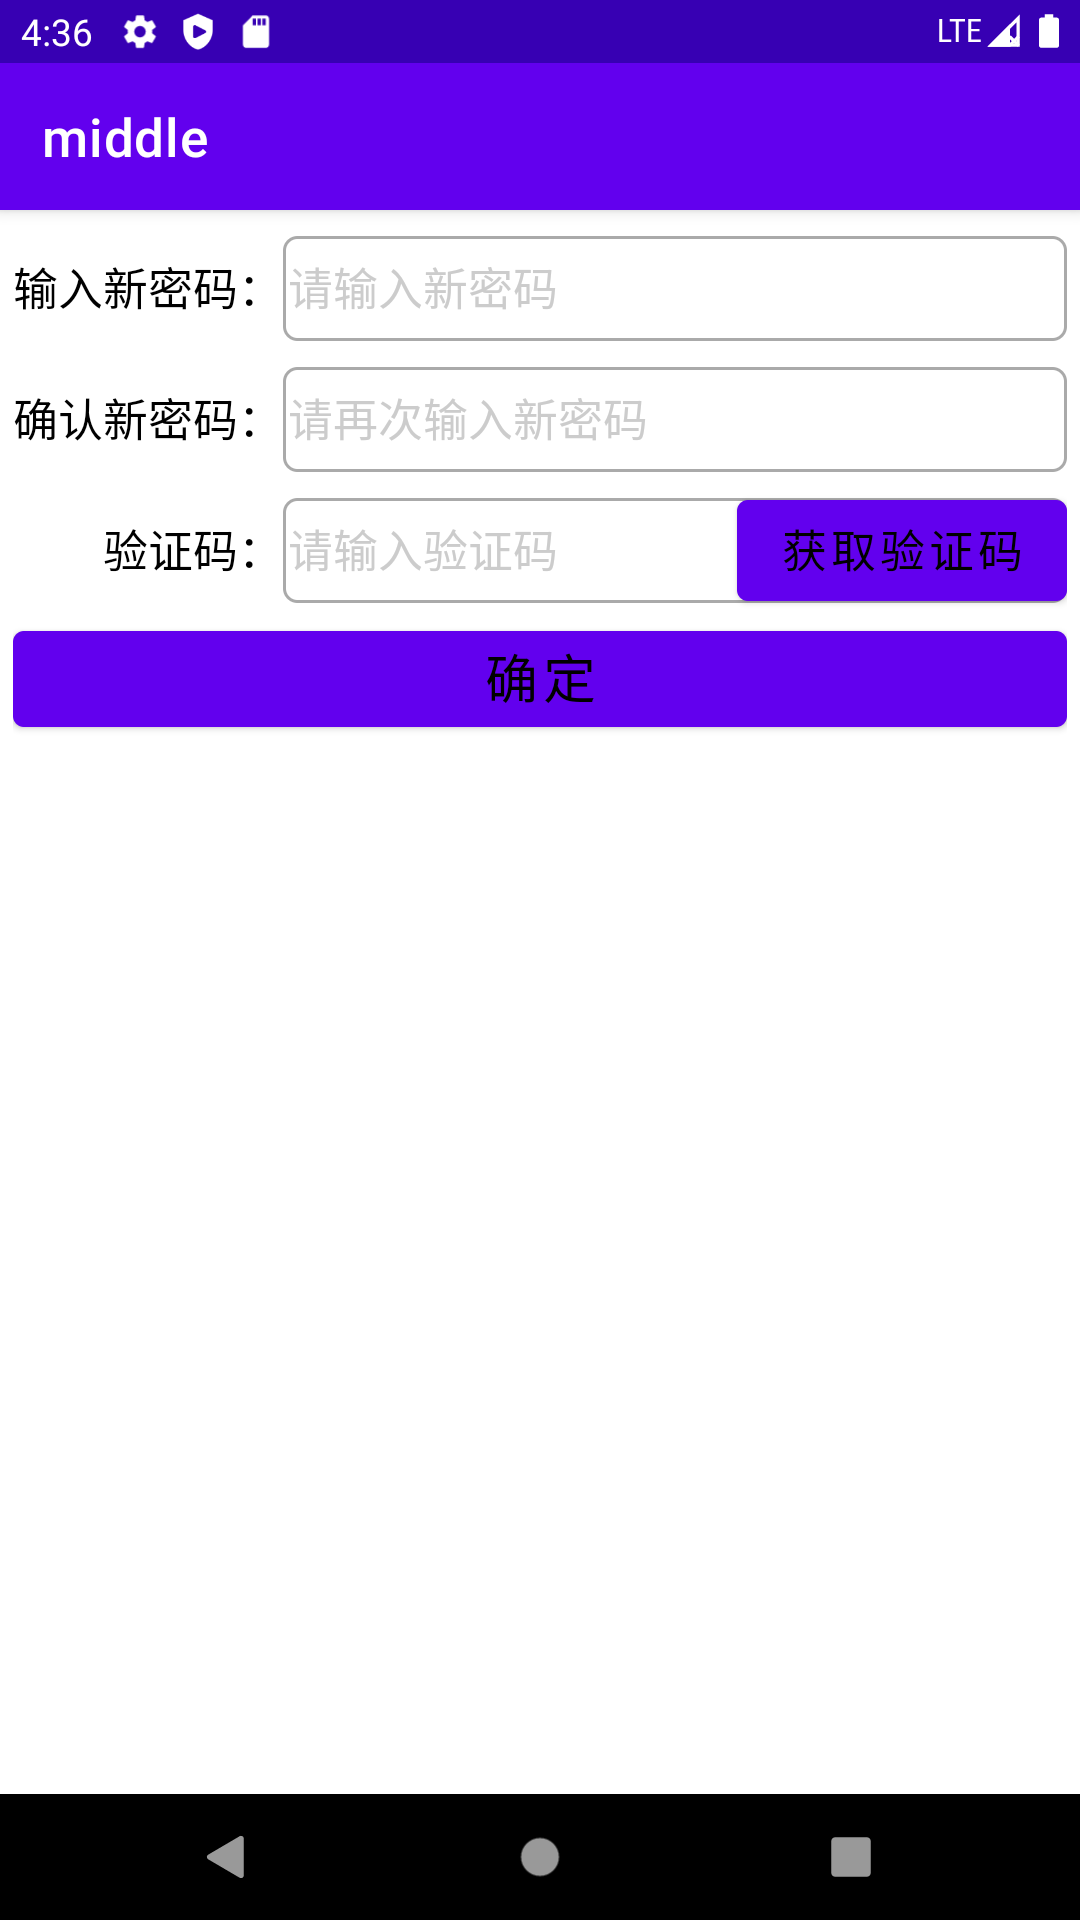 4:36 LTE
middle
输入新密码： 请输入新密码
确认新密码： 请再次输入新密码
验证码： 请输入验证码 获取验证码
确定